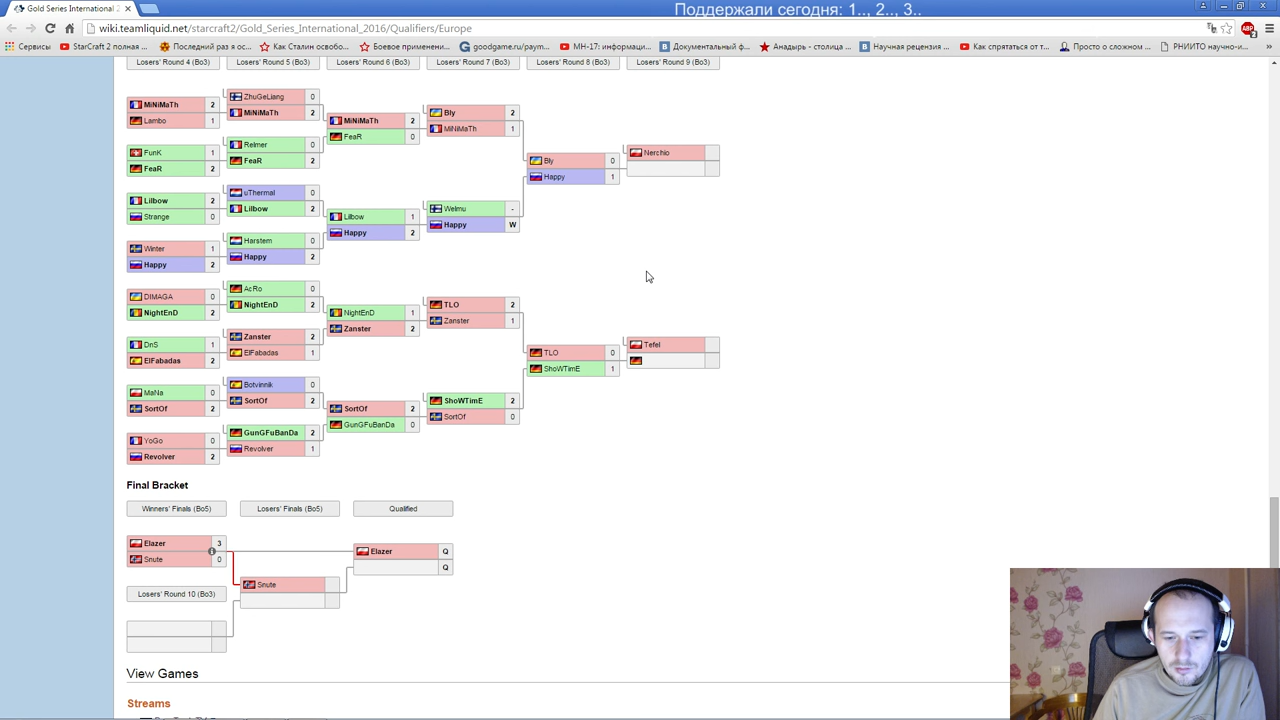 Поддержали сегодня: 1.., 2.., 3..
Gold Series International 2
wiki.teamliquid.net/starcraft2/Gold_Series_International_2016/Qualifiers/Europe
Сервисы StarCraft 2 полная ... Последний раз я ос... Как Сталин освобо... Боевое применени... goodgame.ru/paym... МН-17: информаци... Документальный ф... Анадырь - столица ... Научная рецензия ... Как спрятаться от т... Просто о сложном ... РНИИТО научно-и...
Losers' Round 4 (Bo3) Losers' Round 5 (Bo3) Losers' Round 6 (Bo3) Losers' Round 7 (Bo3) Losers' Round 8 (Bo3) Losers' Round 9 (Bo3)
MiNiMaTh 2
Lambo 1
FunK 1
FeaR 2
Lilbow 2
Strange 0
Winter 1
Happy 2
DIMAGA 0
NightEnD 2
DnS 1
ElFabadas 2
MaNa 0
SortOf 2
YoGo 0
Revolver 2
ZhuGeLiang 0
MiNiMaTh 2
Relmer 0
FeaR 2
uThermal 0
Lilbow 2
Harstem 0
Happy 2
AcRo 0
NightEnD 2
Zanster 2
ElFabadas 1
Botvinnik 0
SortOf 2
GunGFuBanDa 2
Revolver 1
MiNiMaTh 2
FeaR 0
Lilbow 1
Happy 2
NightEnD 1
Zanster 2
SortOf 2
GunGFuBanDa 0
Bly 2
MiNiMaTh 1
Welmu -
Happy W
TLO 2
Zanster 1
ShoWTimE 2
SortOf 0
Bly 0
Happy 1
TLO 0
ShoWTimE 1
Nerchio
Tefel
Final Bracket
Winners' Finals (Bo5) Losers' Finals (Bo5) Qualified
Elazer 3
Snute 0
Snute
Elazer Q
Q
Losers' Round 10 (Bo3)
View Games
Streams